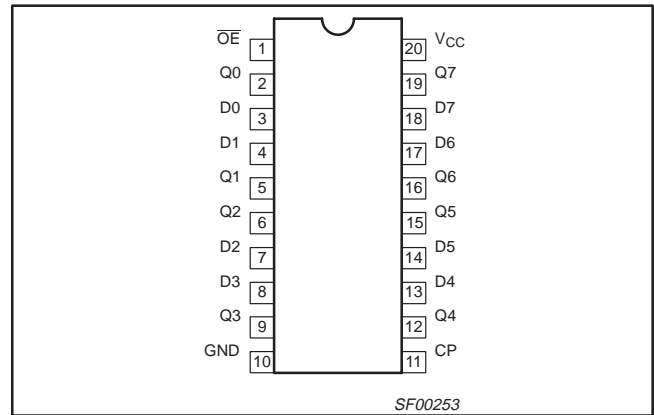 O̅E̅ 1 20 VCC
Q0 2 19 Q7
D0 3 18 D7
D1 4 17 D6
Q1 5 16 Q6
Q2 6 15 Q5
D2 7 14 D5
D3 8 13 D4
Q3 9 12 Q4
GND 10 11 CP
SF00253